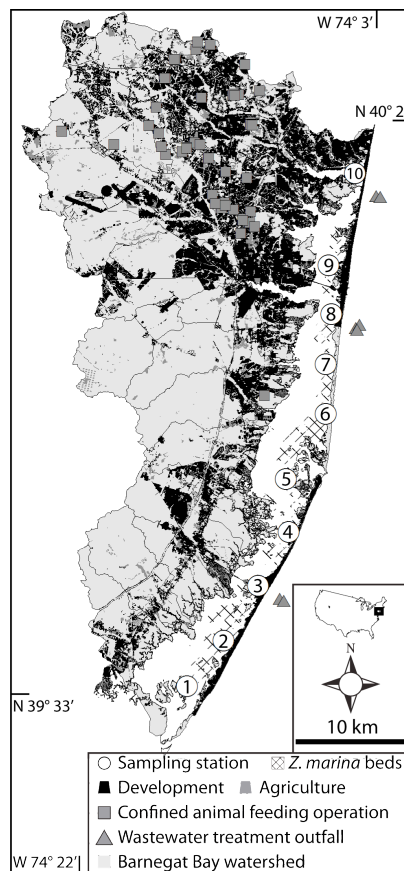 W 74° 3'
N 40° 2
10
9
8
7
6
5
4
3
2
1
N
10 km
N 39° 33'
Sampling station Z. marina beds
Development Agriculture
Confined animal feeding operation
Wastewater treatment outfall
W 74° 22' Barnegat Bay watershed